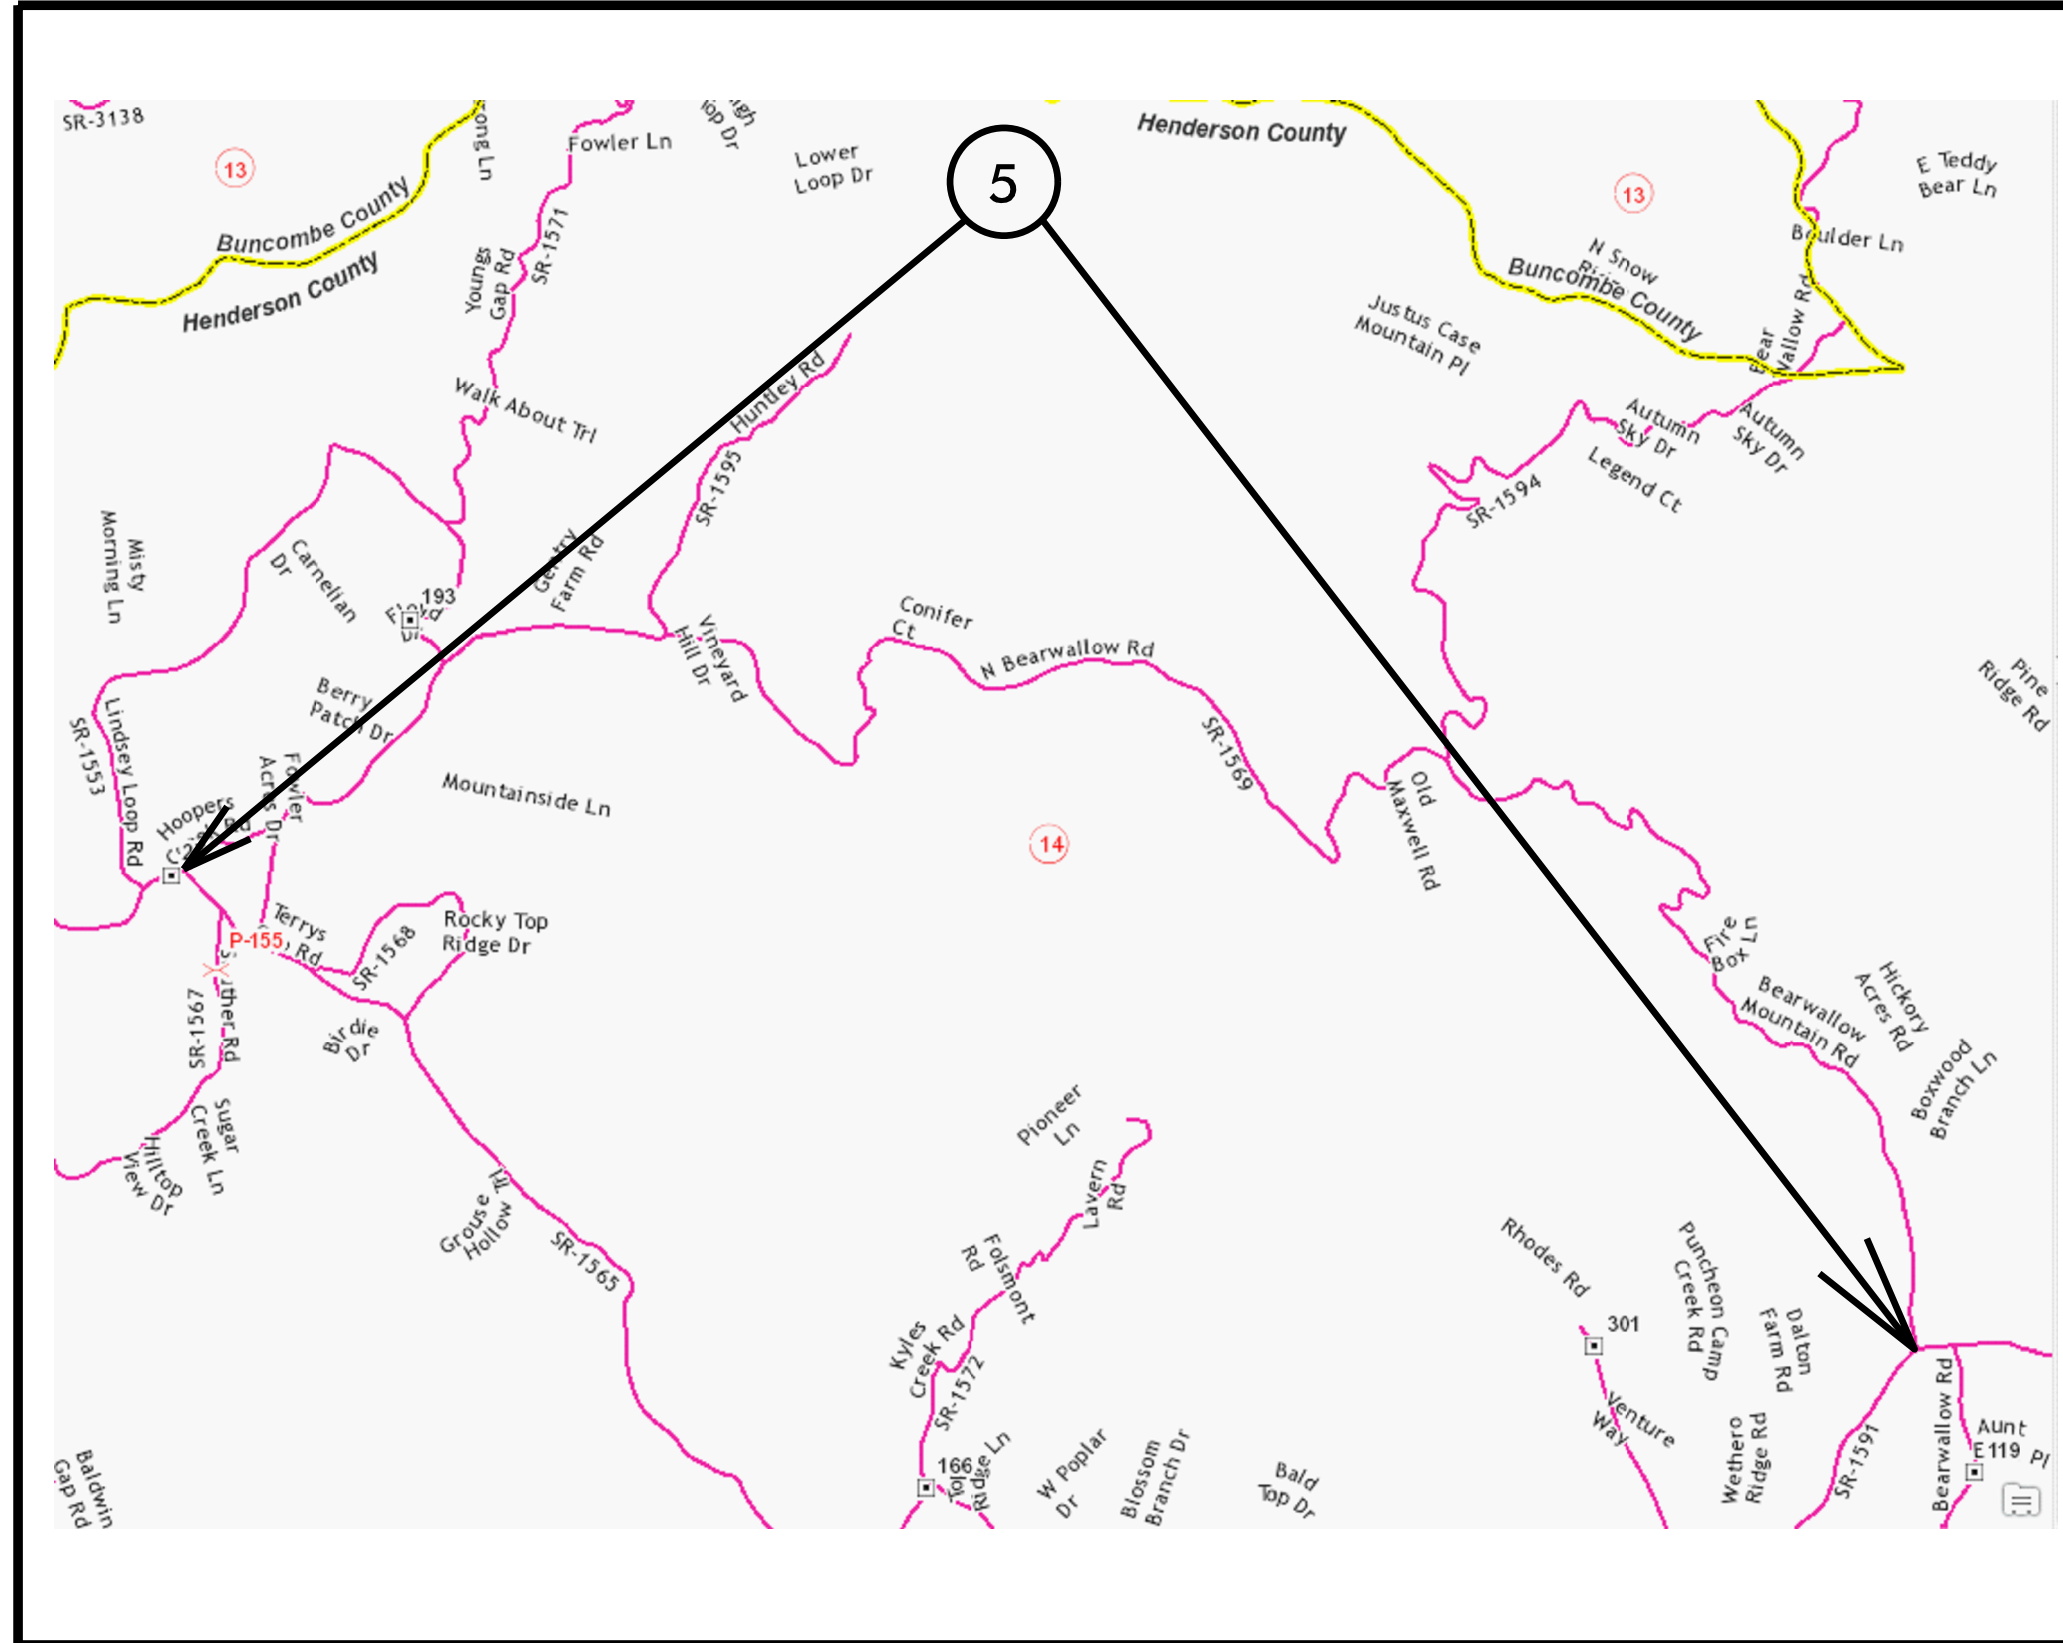 SR-3138
Fowler Ln
Lower
Loop Dr
Henderson County
5
13
13
E Teddy
Bear Ln
Boulder Ln
Buncombe County
Henderson County
Youngs
Gap Rd
SR-1571
N Snow
Buncombe County
Justus Case
Mountain Pl
Bear
Wallow Rd
Huntley Rd
Walk About Trl
Autumn
Sky Dr
Autumn
Sky Dr
Legend Ct
SR-1595
SR-1594
Misty
Morning Ln
Carnelian
Dr
Gentry
Farm Rd
193
Conifer
Ct
Vineyard
Hill Dr
N Bearwallow Rd
Pine
Ridge Rd
Berry
Patch Dr
Lindsey Loop Rd
SR-1553
SR-1569
Fowler
Acres Dr
Mountainside Ln
Old
Maxwell Rd
Hoopers
14
Terrys
Rd
P-155
Rocky Top
Ridge Dr
SR-1568
Fire
Box Ln
Hickory
Acres Rd
Bearwallow
Mountain Rd
SR-1567
Birdie
Dr
Boxwood
Branch Ln
Sugar
Creek Ln
Hilltop
View Dr
Pioneer
Ln
Lavern
Rd
Grouse
Hollow
SR-1565
Folsmont
Rd
Rhodes Rd
Puncheon Camp
Creek Rd
301
Dalton
Farm Rd
Kyles
Creek Rd
SR-1572
Venture
Way
Bearwallow Rd
SR-1591
Aunt
E119 Pl
Wethero
Ridge Rd
Baldwin
Gap Rd
166
Ridge Ln
W Poplar
Dr
Blossom
Branch Dr
Bald
Top Dr